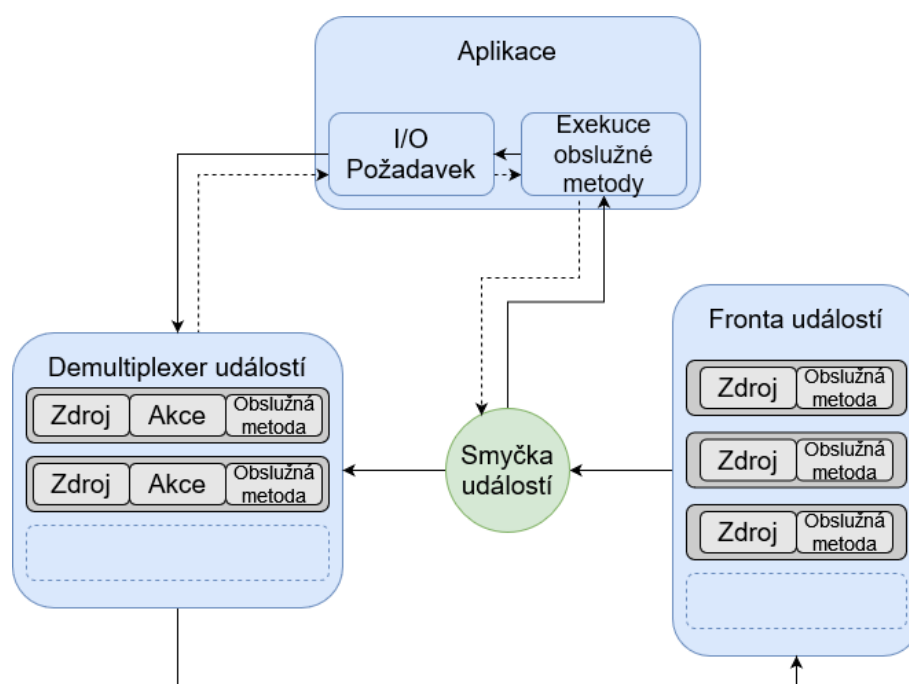 Aplikace
I/O
Požadavek
Exekuce
obslužné
metody
Demultiplexer událostí
Zdroj
Akce
Obslužná
metoda
Zdroj
Akce
Obslužná
metoda
Smyčka
událostí
Fronta událostí
Zdroj
Obslužná
metoda
Zdroj
Obslužná
metoda
Zdroj
Obslužná
metoda